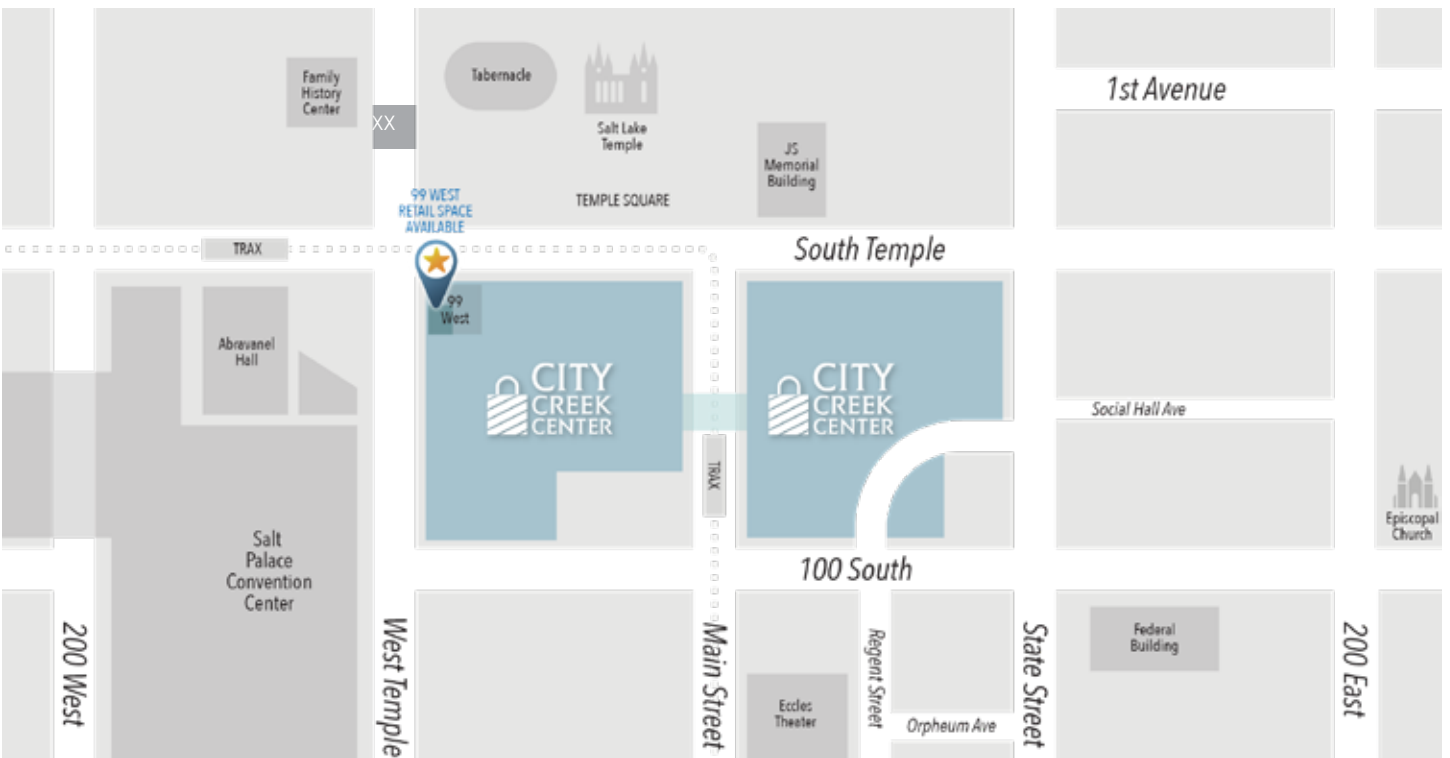 Family
History
Center
XX
Tabernacle
Salt Lake
Temple
JS
Memorial
Building
TEMPLE SQUARE
1st Avenue
99 WEST
RETAIL SPACE
AVAILABLE
TRAX
South Temple
99
West
Abravanel
Hall
CITY
CREEK
CENTER
CITY
CREEK
CENTER
Social Hall Ave
TRAX
Episcopal
Church
Salt
Palace
Convention
Center
100 South
200 West
West Temple
Main Street
Regent Street
State Street
Federal
Building
200 East
Eccles
Theater
Orpheum Ave